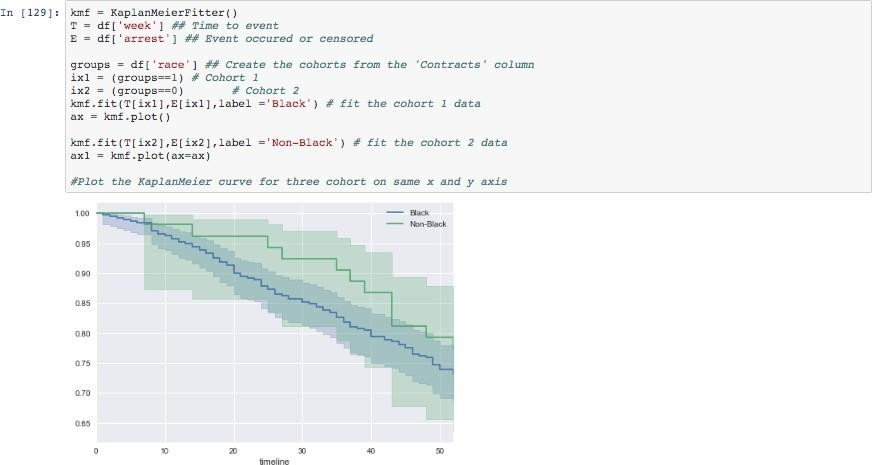 In [129]:
kmf = KaplanMeierFitter()
T = df['week'] ## Time to event
E = df['arrest'] ## Event occured or censored
groups = df['race'] ## Create the cohorts from the 'Contracts' column
ix1 = (groups==1) # Cohort 1
ix2 = (groups==0) # Cohort 2
kmf.fit(T[ix1],E[ix1],label ='Black') # fit the cohort 1 data
ax = kmf.plot()
kmf.fit(T[ix2],E[ix2],label ='Non-Black') # fit the cohort 2 data
ax1 = kmf.plot(ax=ax)
#Plot the KaplanMeier curve for three cohort on same x and y axis
Black
Non-Black
1.00
0.95
0.90
0.85
0.80
0.75
0.70
0.65
0 10 20 30 40 50
timeline